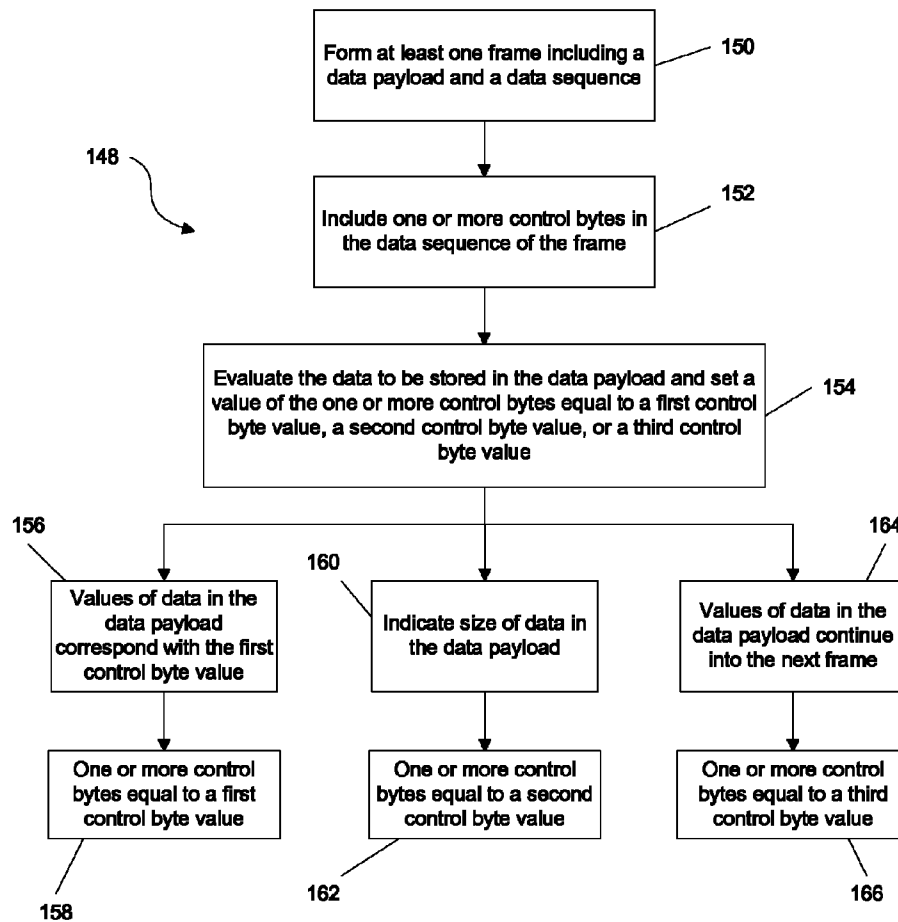 Form at least one frame including a
data payload and a data sequence
150
148
Include one or more control bytes in
the data sequence of the frame
152
Evaluate the data to be stored in the data payload and set a
value of the one or more control bytes equal to a first control
byte value, a second control byte value, or a third control
byte value
154
156
Values of data in the
data payload
correspond with the first
control byte value
160
Indicate size of data in
the data payload
164
Values of data in the
data payload continue
into the next frame
One or more control
bytes equal to a first
control byte value
158
One or more control
bytes equal to a second
control byte value
162
One or more control
bytes equal to a third
control byte value
166